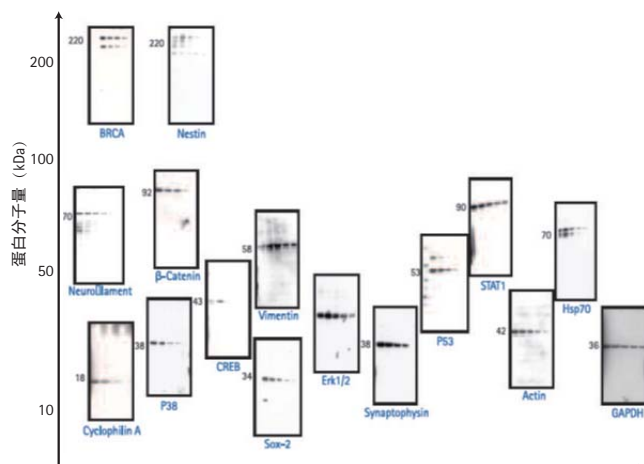 蛋白分子量（kDa）
200
100
50
10
220
BRCA
220
Nestin
70
Neurofilament
92
β-Catenin
58
Vimentin
90
STAT1
70
Hsp70
53
P53
43
CREB
Erk1/2
18
Cyclophilin A
38
P38
34
Sox-2
38
Synaptophysin
42
Actin
36
GAPDH